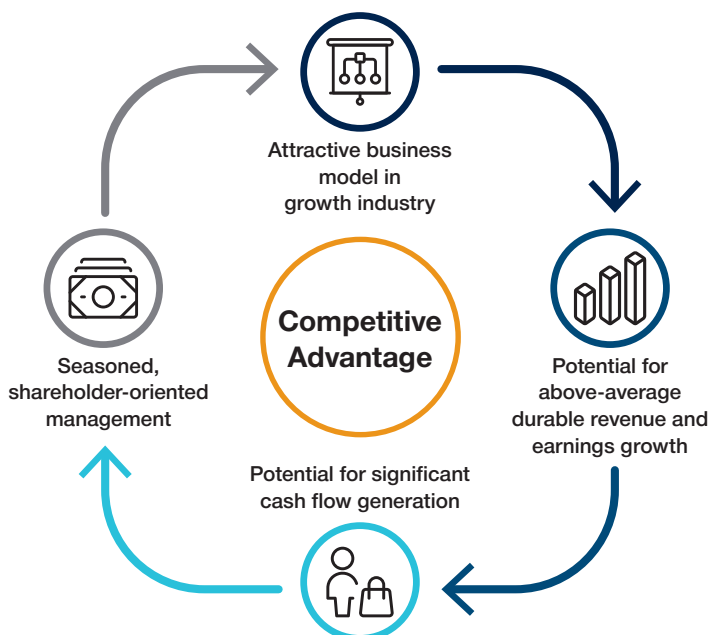 Attractive business
model in
growth industry
Competitive
Advantage
Seasoned,
shareholder-oriented
management
Potential for
above-average
durable revenue and
earnings growth
Potential for significant
cash flow generation